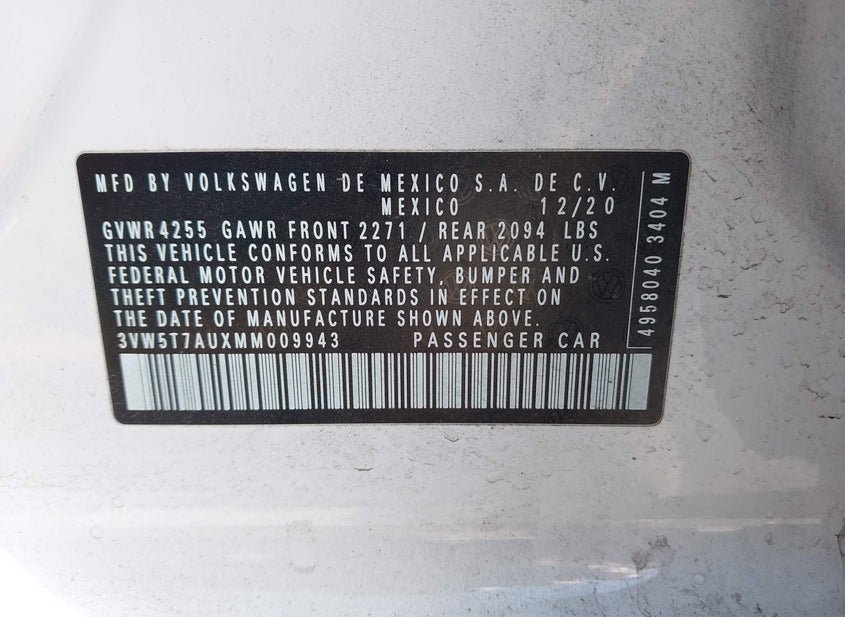 MFD BY VOLKSWAGEN DE MEXICO S.A. DE C.V.
MEXICO 12/20
GVWR 4255 GAWR FRONT 2271 / REAR 2094 LBS
THIS VEHICLE CONFORMS TO ALL APPLICABLE U.S.
FEDERAL MOTOR VEHICLE SAFETY, BUMPER AND
THEFT PREVENTION STANDARDS IN EFFECT ON
THE DATE OF MANUFACTURE SHOWN ABOVE.
3VW5T7AUXMM009943 PASSENGER CAR
4958040 3404 M